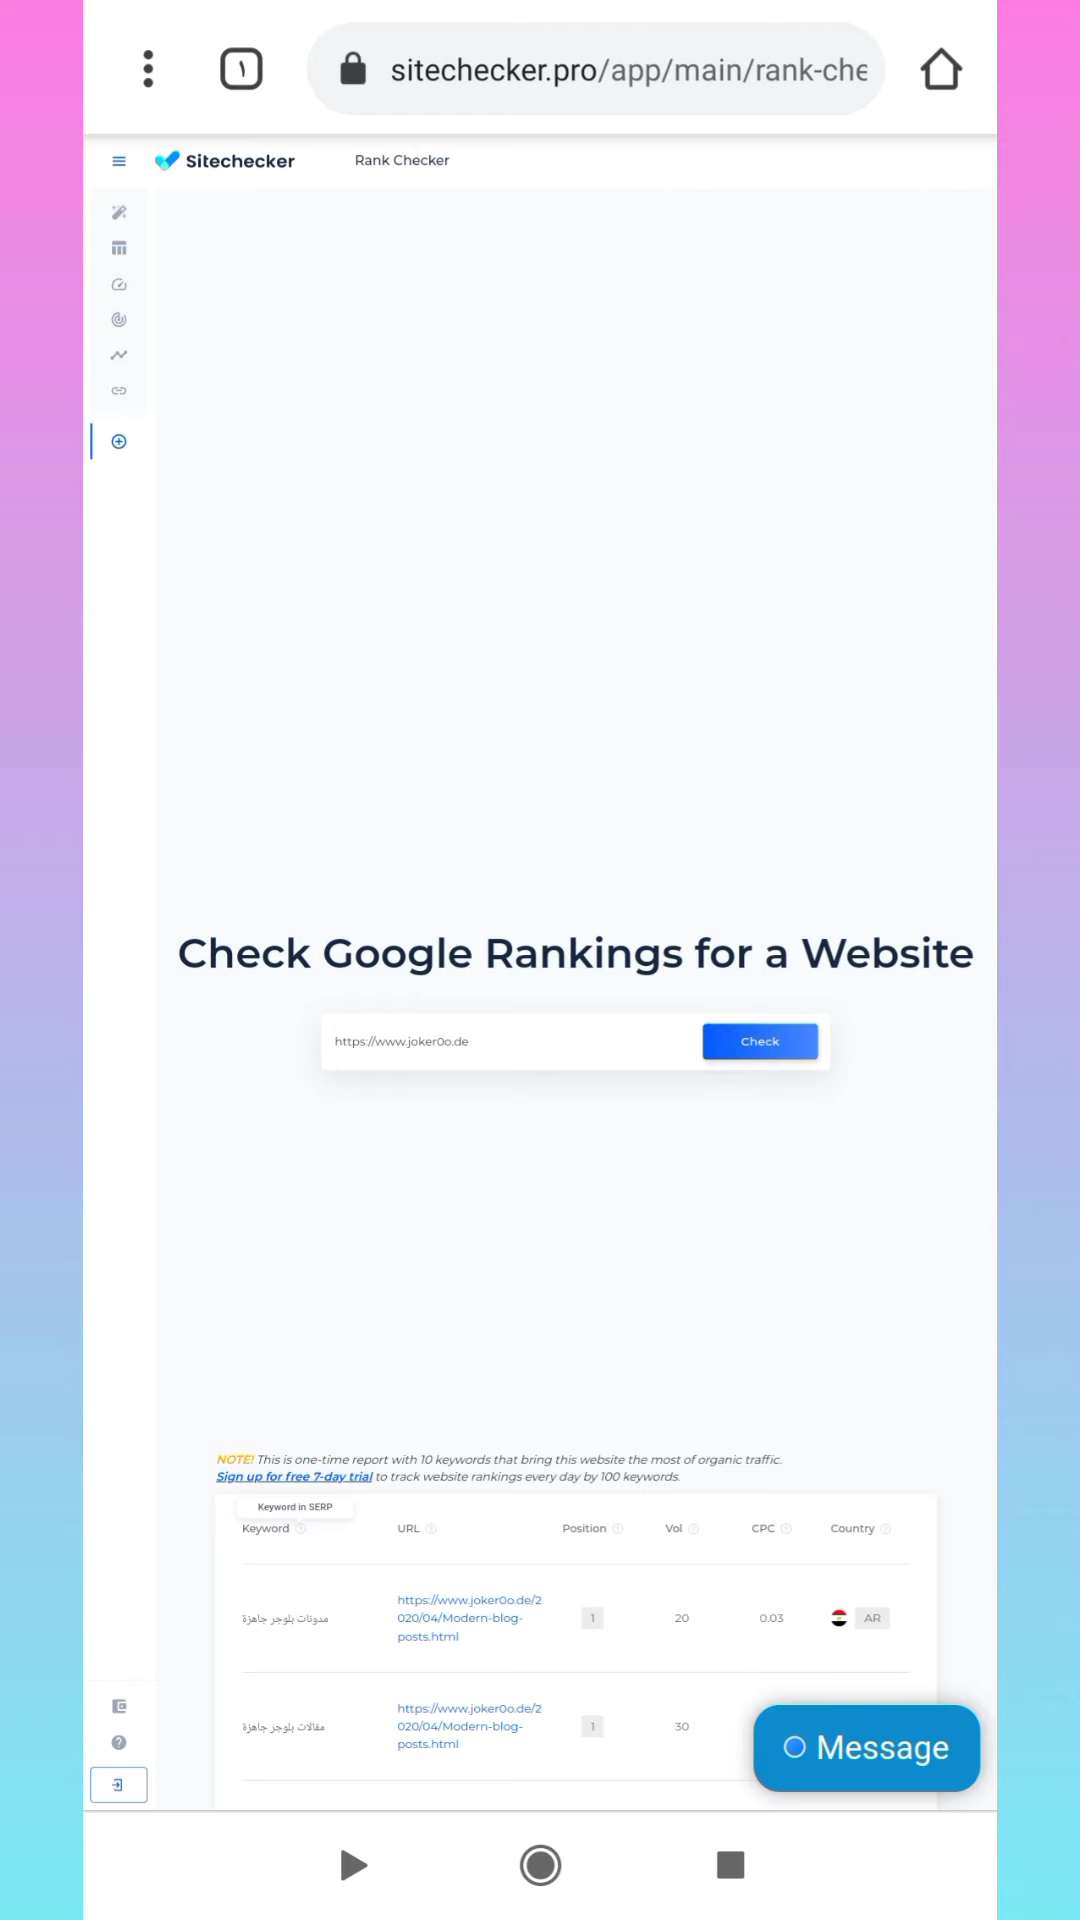 ١
sitechecker.pro/app/main/rank-che
Sitechecker
Rank Checker
Check Google Rankings for a Website
https://www.joker0o.de
Check
NOTE! This is one-time report with 10 keywords that bring this website the most of organic traffic.
Sign up for free 7-day trial to track website rankings every day by 100 keywords.
Keyword in SERP
Keyword ? URL ? Position ? Vol ? CPC ? Country ?
https://www.joker0o.de/2
مدونات بلوجر جاهزة 020/04/Modern-blog- 1 20 0.03 AR
posts.html
https://www.joker0o.de/2
مقالات بلوجر جاهزة 020/04/Modern-blog- 1 30
posts.html
Message